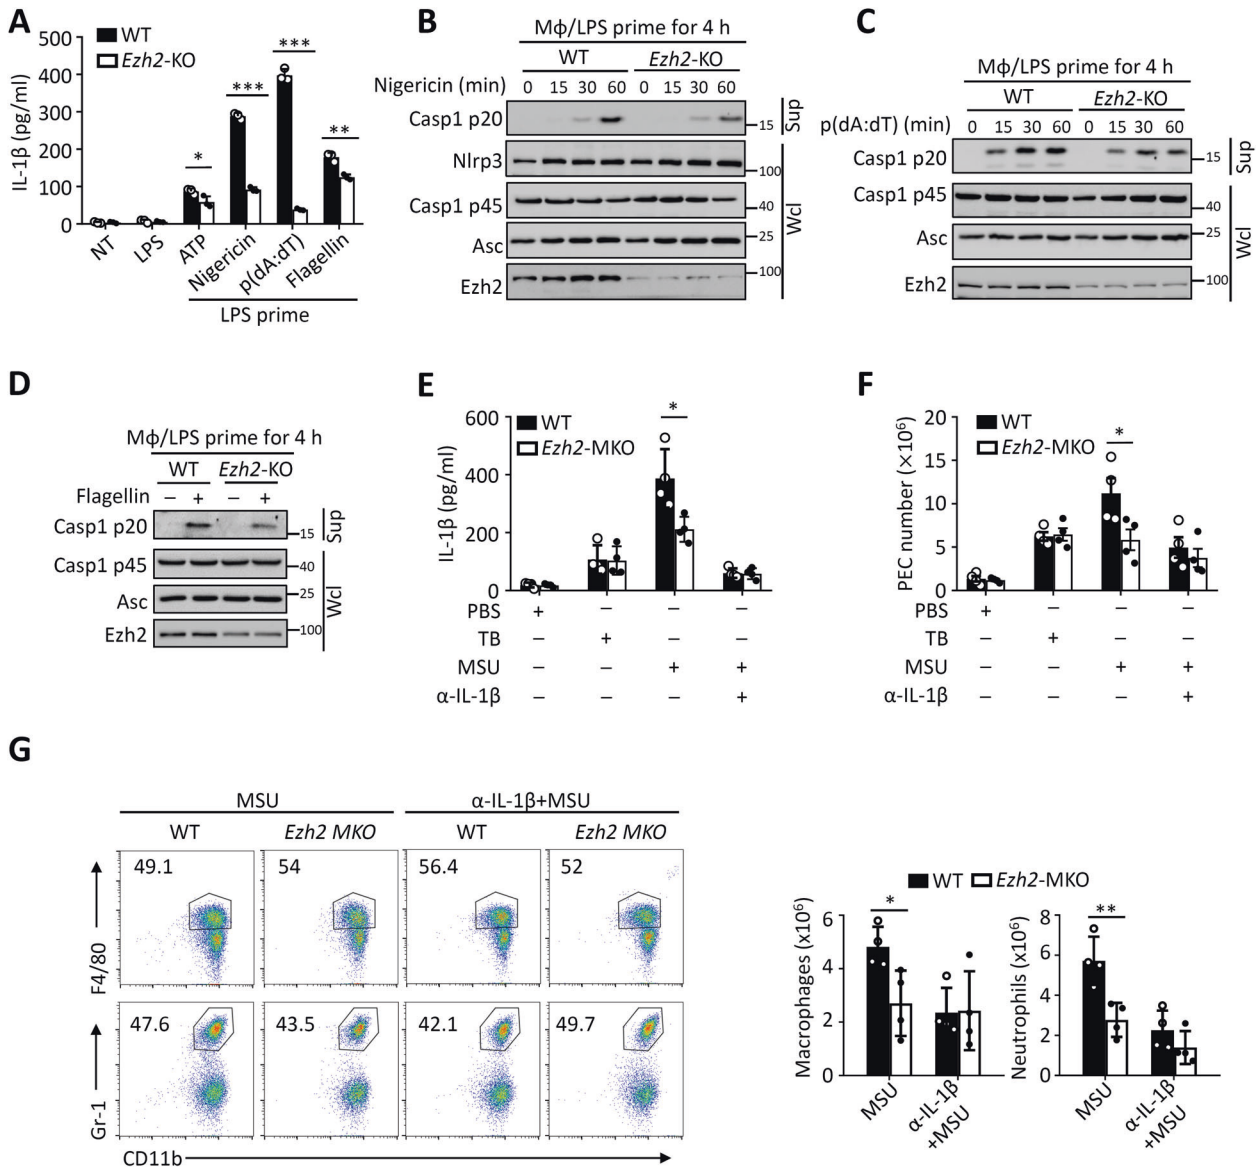 A
WT
Ezh2-KO
IL-1β (pg/ml)
500
400
300
200
100
0
*
***
***
**
NT
LPS
ATP
Nigericin
p(dA:dT)
Flagellin
LPS prime
B
Mϕ/LPS prime for 4 h
WT Ezh2-KO
Nigericin (min) 0 15 30 60 0 15 30 60
Casp1 p20 15 Sup
Nlrp3 100
Casp1 p45 40
Asc 25
Ezh2 100
Wcl
C
Mϕ/LPS prime for 4 h
WT Ezh2-KO
p(dA:dT) (min) 0 15 30 60 0 15 30 60
Casp1 p20 15 Sup
Casp1 p45 40
Asc 25
Ezh2 100
Wcl
D
Mϕ/LPS prime for 4 h
WT Ezh2-KO
Flagellin − + − +
Casp1 p20 15 Sup
Casp1 p45 40
Asc 25
Ezh2 100
Wcl
E
WT
Ezh2-MKO
IL-1β (pg/ml)
600
400
200
0
*
PBS + − − −
TB − + − −
MSU − − + +
α-IL-1β − − − +
F
WT
Ezh2-MKO
PEC number (×10⁶)
20
15
10
5
0
*
PBS + − − −
TB − + − −
MSU − − + +
α-IL-1β − − − +
G
MSU α-IL-1β+MSU
WT Ezh2 MKO WT Ezh2 MKO
49.1 54 56.4 52
F4/80
47.6 43.5 42.1 49.7
Gr-1
CD11b
WT Ezh2-MKO
Macrophages (x10⁶)
6
4
2
0
*
MSU
α-IL-1β
+MSU
Neutrophils (x10⁶)
8
6
4
2
0
**
MSU
α-IL-1β
+MSU